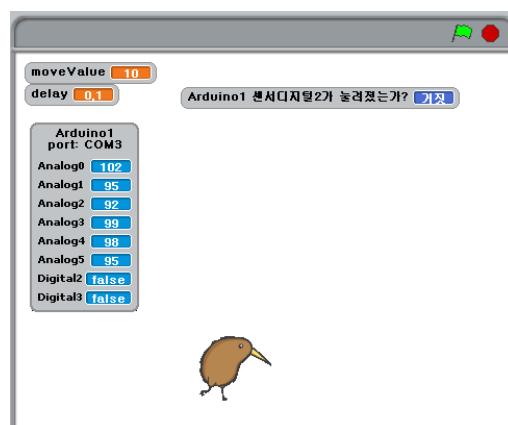 moveValue 10
delay 0,1
Arduino1 센서디지털2가 눌려졌는가? 거짓
Arduino1
port: COM3
Analog0 102
Analog1 95
Analog2 92
Analog3 99
Analog4 98
Analog5 95
Digital2 false
Digital3 false